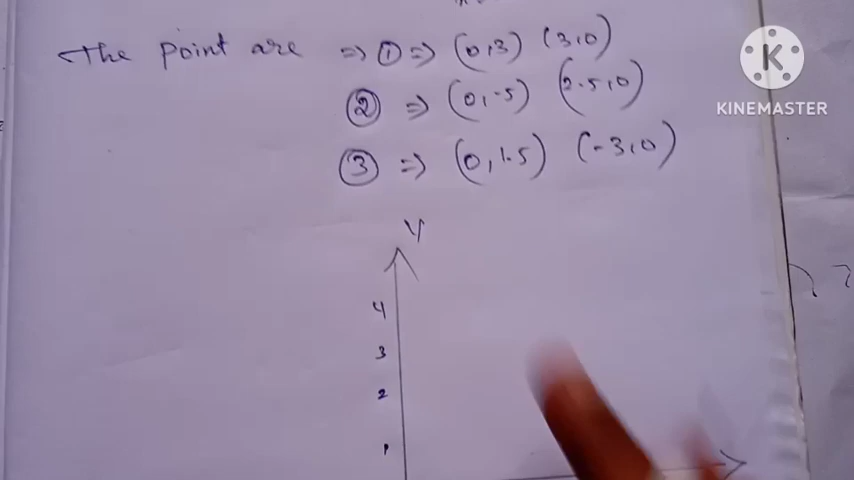 The point are => ① => (0,3) (3,0)
② => (0,-5) (2.5,0)
③ => (0,1.5) (-3,0)
K
KINEMASTER
Y
4
3
2
1